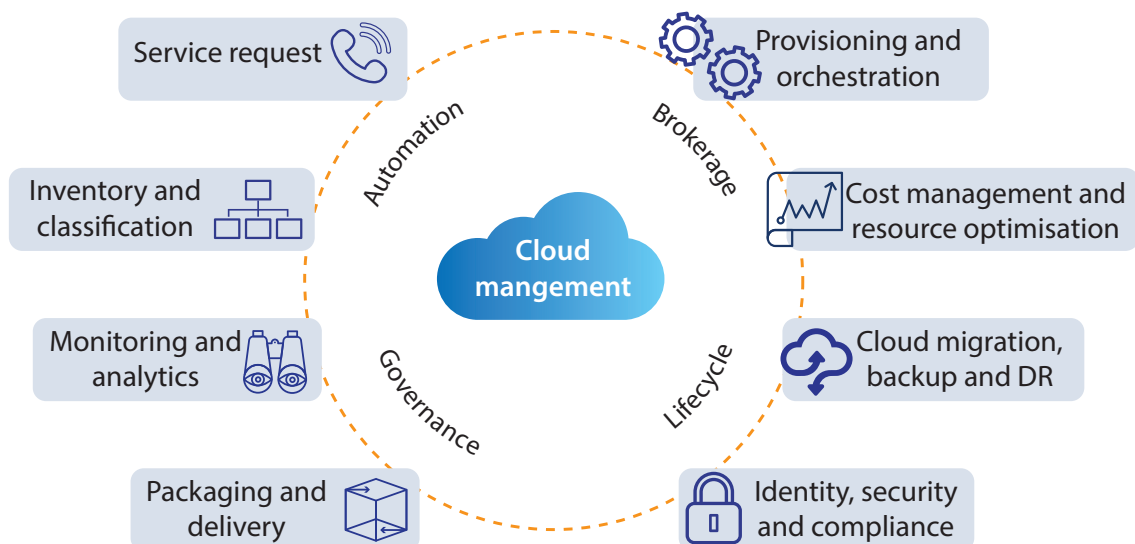 Service request
Provisioning and
orchestration
Automation
Brokerage
Inventory and
classification
Cost management and
resource optimisation
Cloud
mangement
Monitoring and
analytics
Cloud migration,
backup and DR
Governance
Lifecycle
Packaging and
delivery
Identity, security
and compliance